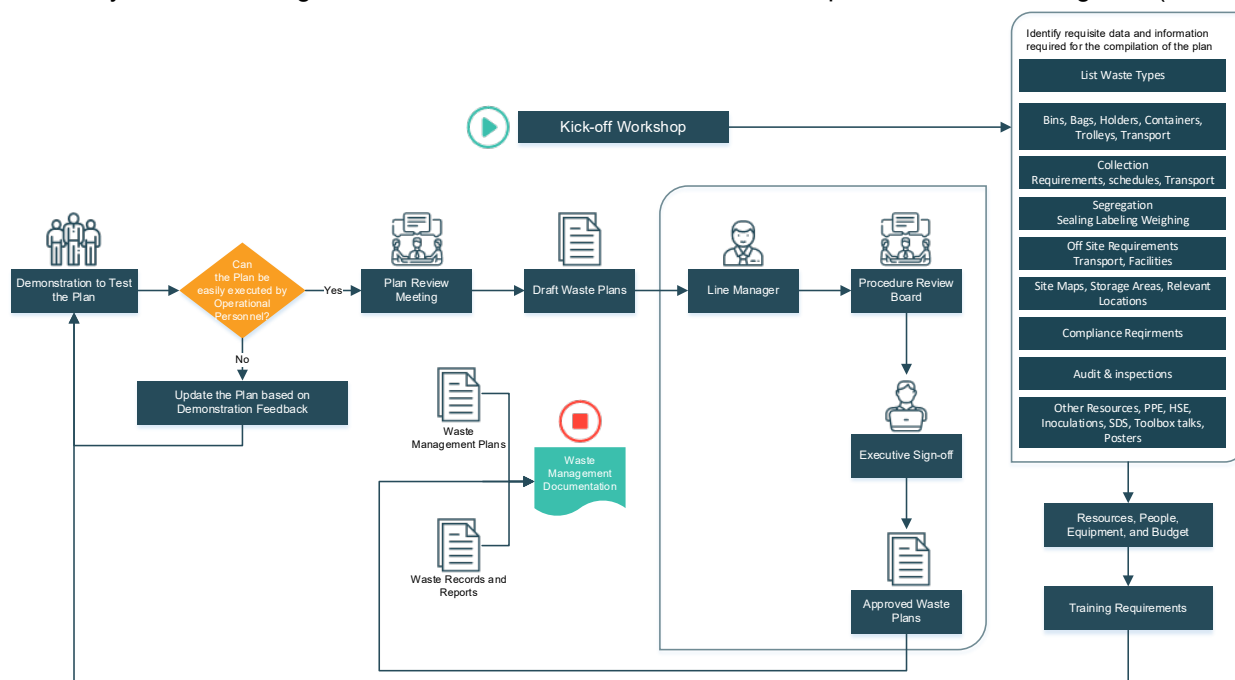 Identify requisite data and information
required for the compilation of the plan
List Waste Types
Kick-off Workshop
Bins, Bags, Holders, Containers,
Trolleys, Transport
Collection
Requirements, schedules, Transport
Segregation
Sealing Labeling Weighing
Off Site Requirements
Transport, Facilities
Site Maps, Storage Areas, Relevant
Locations
Compliance Reqirments
Audit & inspections
Other Resources, PPE, HSE,
Inoculations, SDS, Toolbox talks,
Posters
Resources, People,
Equipment, and Budget
Training Requirements
Demonstration to Test
the Plan
Can
the Plan be
easily executed by
Operational
Personnel?
Yes
No
Update the Plan based on
Demonstration Feedback
Plan Review
Meeting
Draft Waste Plans
Line Manager
Procedure Review
Board
Executive Sign-off
Approved Waste
Plans
Waste
Management Plans
Waste
Management
Documentation
Waste Records and
Reports